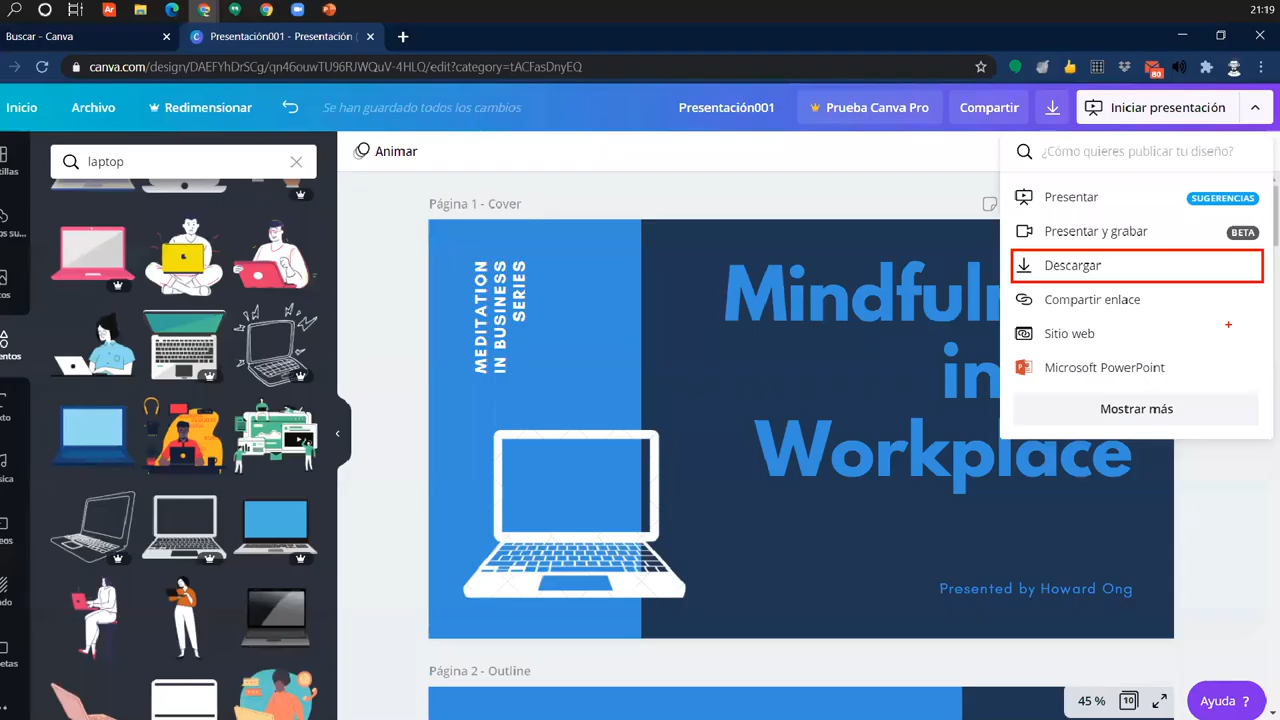 21:19
Buscar - Canva
Presentación001 - Presentación (
canva.com/design/DAEFYhDrSCg/qn46ouwTU96RJWQuV-4HLQ/edit?category=tACFasDnyEQ
80
Inicio
Archivo
Redimensionar
Se han guardado todos los cambios
Presentación001
Prueba Canva Pro
Compartir
Iniciar presentación
laptop
Animar
¿Cómo quieres publicar tu diseño?
Presentar
SUGERENCIAS
Presentar y grabar
BETA
Descargar
Compartir enlace
Sitio web
Microsoft PowerPoint
Mostrar más
Página 1 - Cover
MEDITATION
IN BUSINESS
SERIES
in
Workplace
Presented by Howard Ong
Página 2 - Outline
45 %
10
Ayuda ?